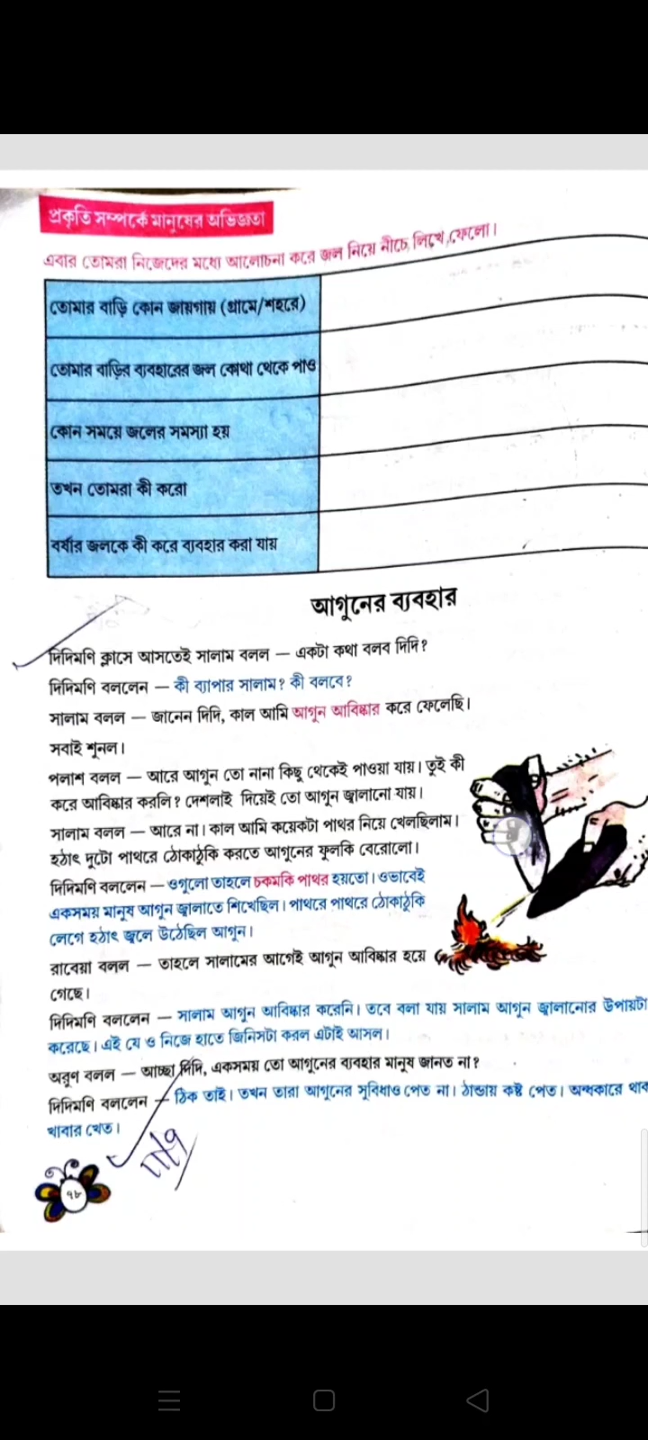 প্রকৃতি সম্পর্কে মানুষের অভিজ্ঞতা
এবার তোমরা নিজেদের মধ্যে আলোচনা করে জল নিয়ে নীচে লিখে ফেলো।
তোমার বাড়ি কোন জায়গায় (গ্রামে/শহরে)
তোমার বাড়ির ব্যবহারের জল কোথা থেকে পাও
কোন সময়ে জলের সমস্যা হয়
তখন তোমরা কী করো
বর্ষার জলকে কী করে ব্যবহার করা যায়
আগুনের ব্যবহার
দিদিমণি ক্লাসে আসতেই সালাম বলল — একটা কথা বলব দিদি?
দিদিমণি বললেন — কী ব্যাপার সালাম? কী বলবে?
সালাম বলল — জানেন দিদি, কাল আমি আগুন আবিষ্কার করে ফেলেছি।
সবাই শুনল।
পলাশ বলল — আরে আগুন তো নানা কিছু থেকেই পাওয়া যায়। তুই কী
করে আবিষ্কার করলি? দেশলাই দিয়েই তো আগুন জ্বালানো যায়।
সালাম বলল — আরে না। কাল আমি কয়েকটা পাথর নিয়ে খেলছিলাম।
হঠাৎ দুটো পাথরে ঠোকাঠুকি করতে আগুনের ফুলকি বেরোলো।
দিদিমণি বললেন — ওগুলো তাহলে চকমকি পাথর হয়তো। ওভাবেই
একসময় মানুষ আগুন জ্বালাতে শিখেছিল। পাথরে পাথরে ঠোকাঠুকি
লেগে হঠাৎ জ্বলে উঠেছিল আগুন।
রাবেয়া বলল — তাহলে সালামের আগেই আগুন আবিষ্কার হয়ে
গেছে।
দিদিমণি বললেন — সালাম আগুন আবিষ্কার করেনি। তবে বলা যায় সালাম আগুন জ্বালানোর উপায়টা
করেছে। এই যে ও নিজে হাতে জিনিসটা করল এটাই আসল।
অরুণ বলল — আচ্ছা দিদি, একসময় তো আগুনের ব্যবহার মানুষ জানত না?
দিদিমণি বললেন — ঠিক তাই। তখন তারা আগুনের সুবিধাও পেত না। ঠান্ডায় কষ্ট পেত। অন্ধকারে থাক
খাবার খেত।
৭৮